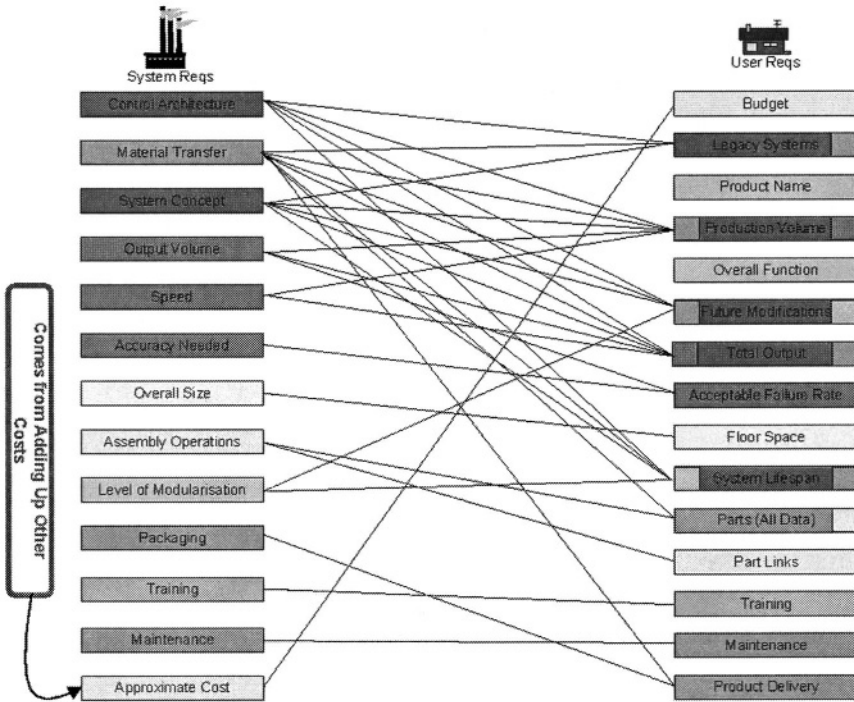 System Reqs
Control Architecture
Material Transfer
System Concept
Output Volume
Speed
Accuracy Needed
Overall Size
Assembly Operations
Level of Modularisation
Packaging
Training
Maintenance
Approximate Cost
Comes from Adding Up Other
Costs
User Reqs
Budget
Legacy Systems
Product Name
Production Volume
Overall Function
Future Modifications
Total Output
Acceptable Failure Rate
Floor Space
System Lifespan
Parts (All Data)
Part Links
Training
Maintenance
Product Delivery